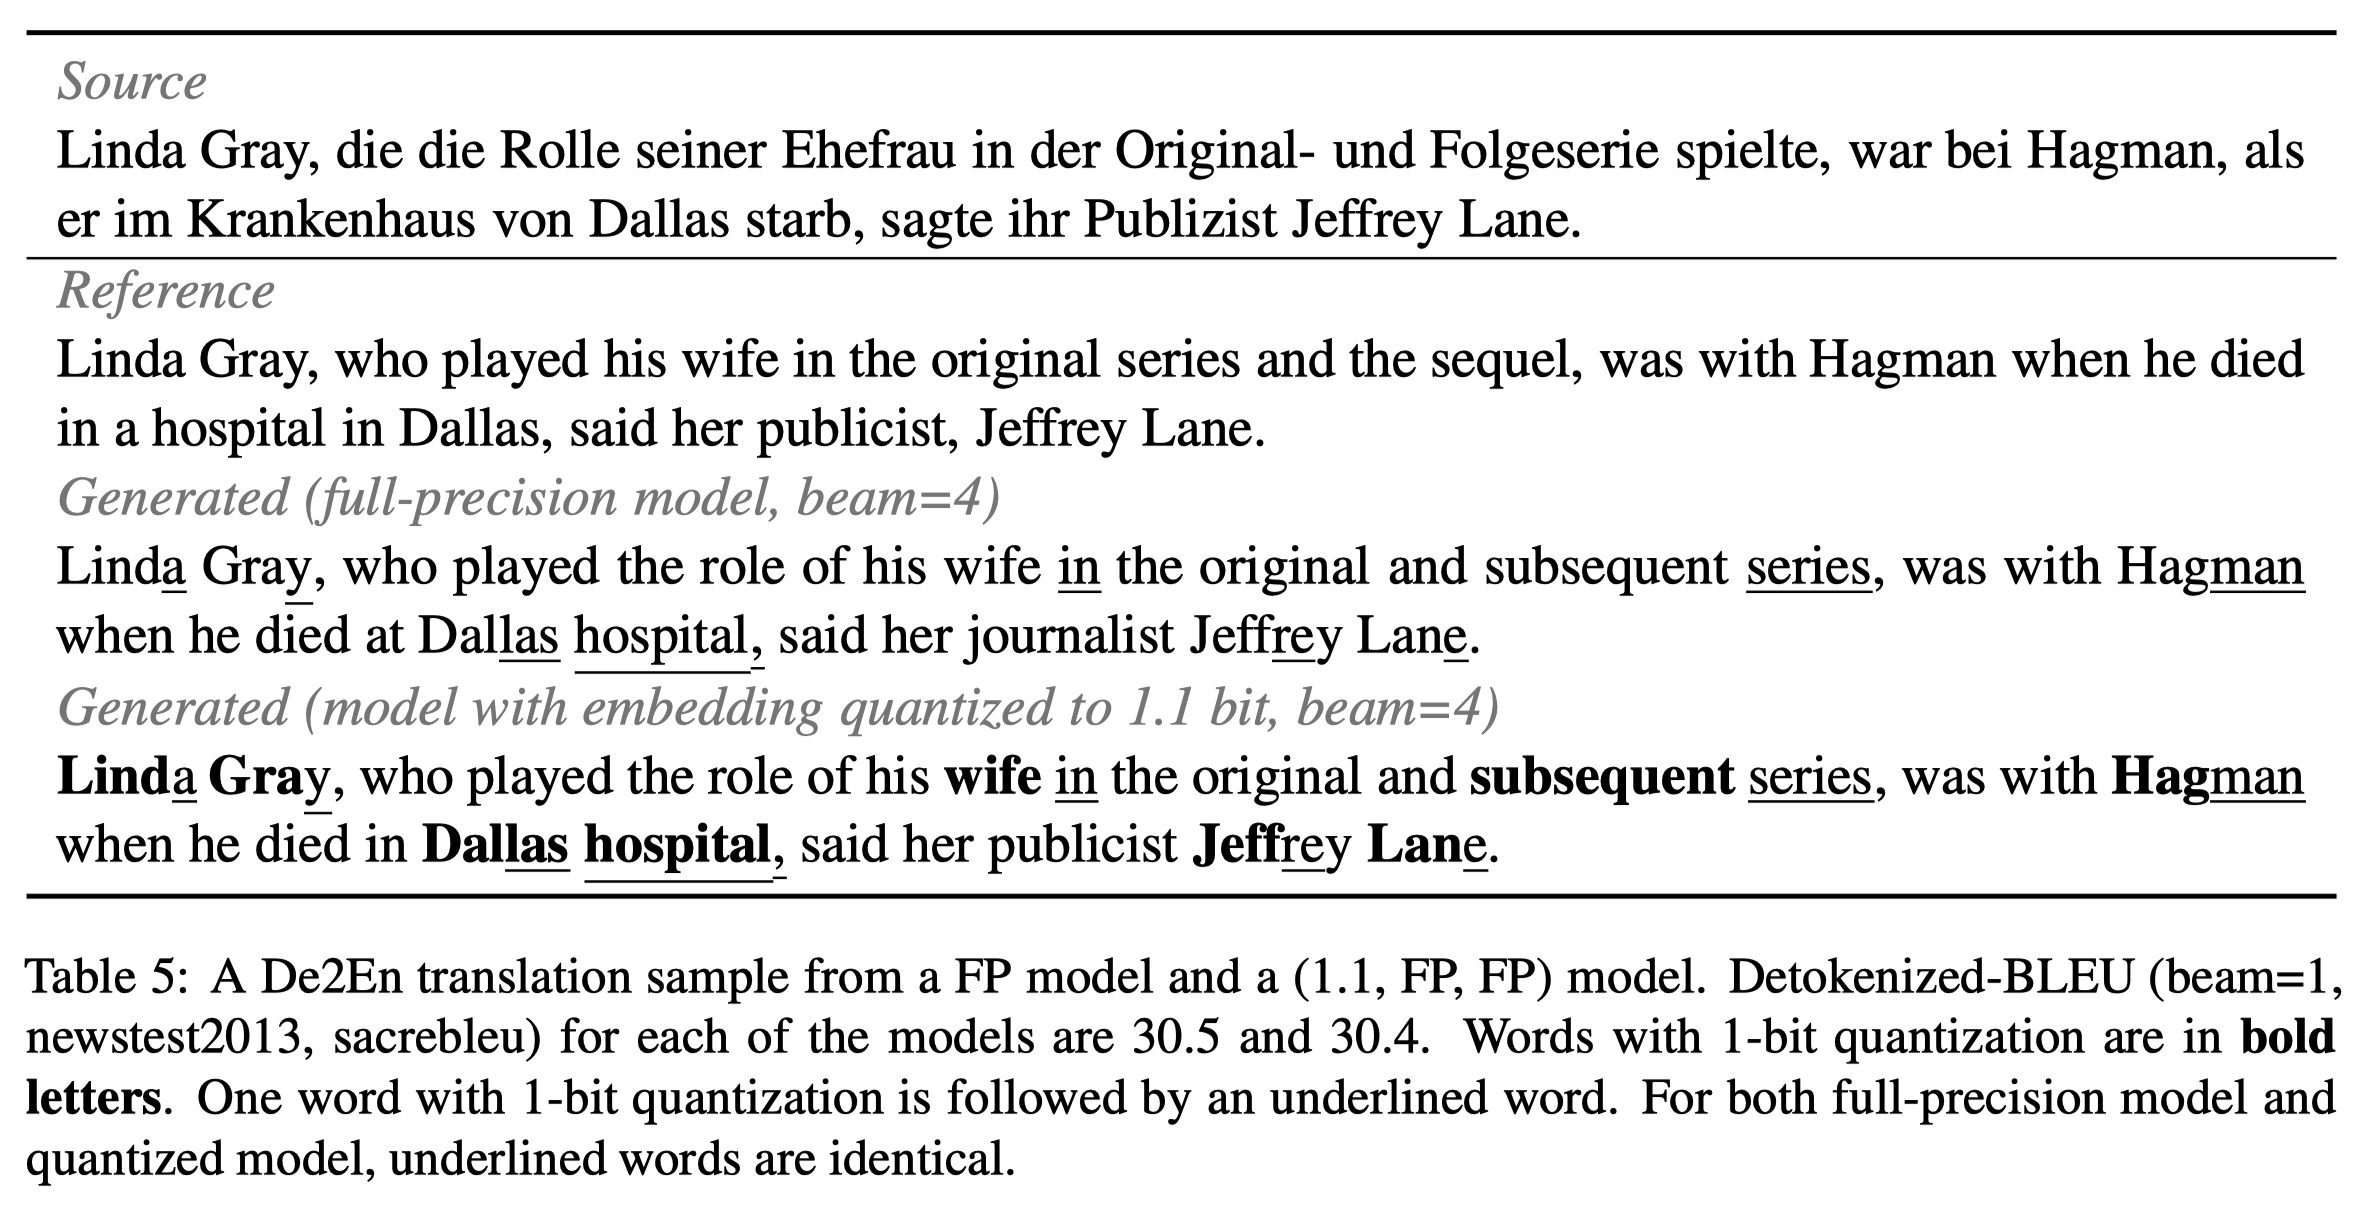 Source
Linda Gray, die die Rolle seiner Ehefrau in der Original- und Folgeserie spielte, war bei Hagman, als
er im Krankenhaus von Dallas starb, sagte ihr Publizist Jeffrey Lane.
Reference
Linda Gray, who played his wife in the original series and the sequel, was with Hagman when he died
in a hospital in Dallas, said her publicist, Jeffrey Lane.
Generated (full-precision model, beam=4)
Linda Gray, who played the role of his wife in the original and subsequent series, was with Hagman
when he died at Dallas hospital, said her journalist Jeffrey Lane.
Generated (model with embedding quantized to 1.1 bit, beam=4)
Linda Gray, who played the role of his wife in the original and subsequent series, was with Hagman
when he died in Dallas hospital, said her publicist Jeffrey Lane.
Table 5: A De2En translation sample from a FP model and a (1.1, FP, FP) model. Detokenized-BLEU (beam=1,
newstest2013, sacrebleu) for each of the models are 30.5 and 30.4. Words with 1-bit quantization are in bold
letters. One word with 1-bit quantization is followed by an underlined word. For both full-precision model and
quantized model, underlined words are identical.